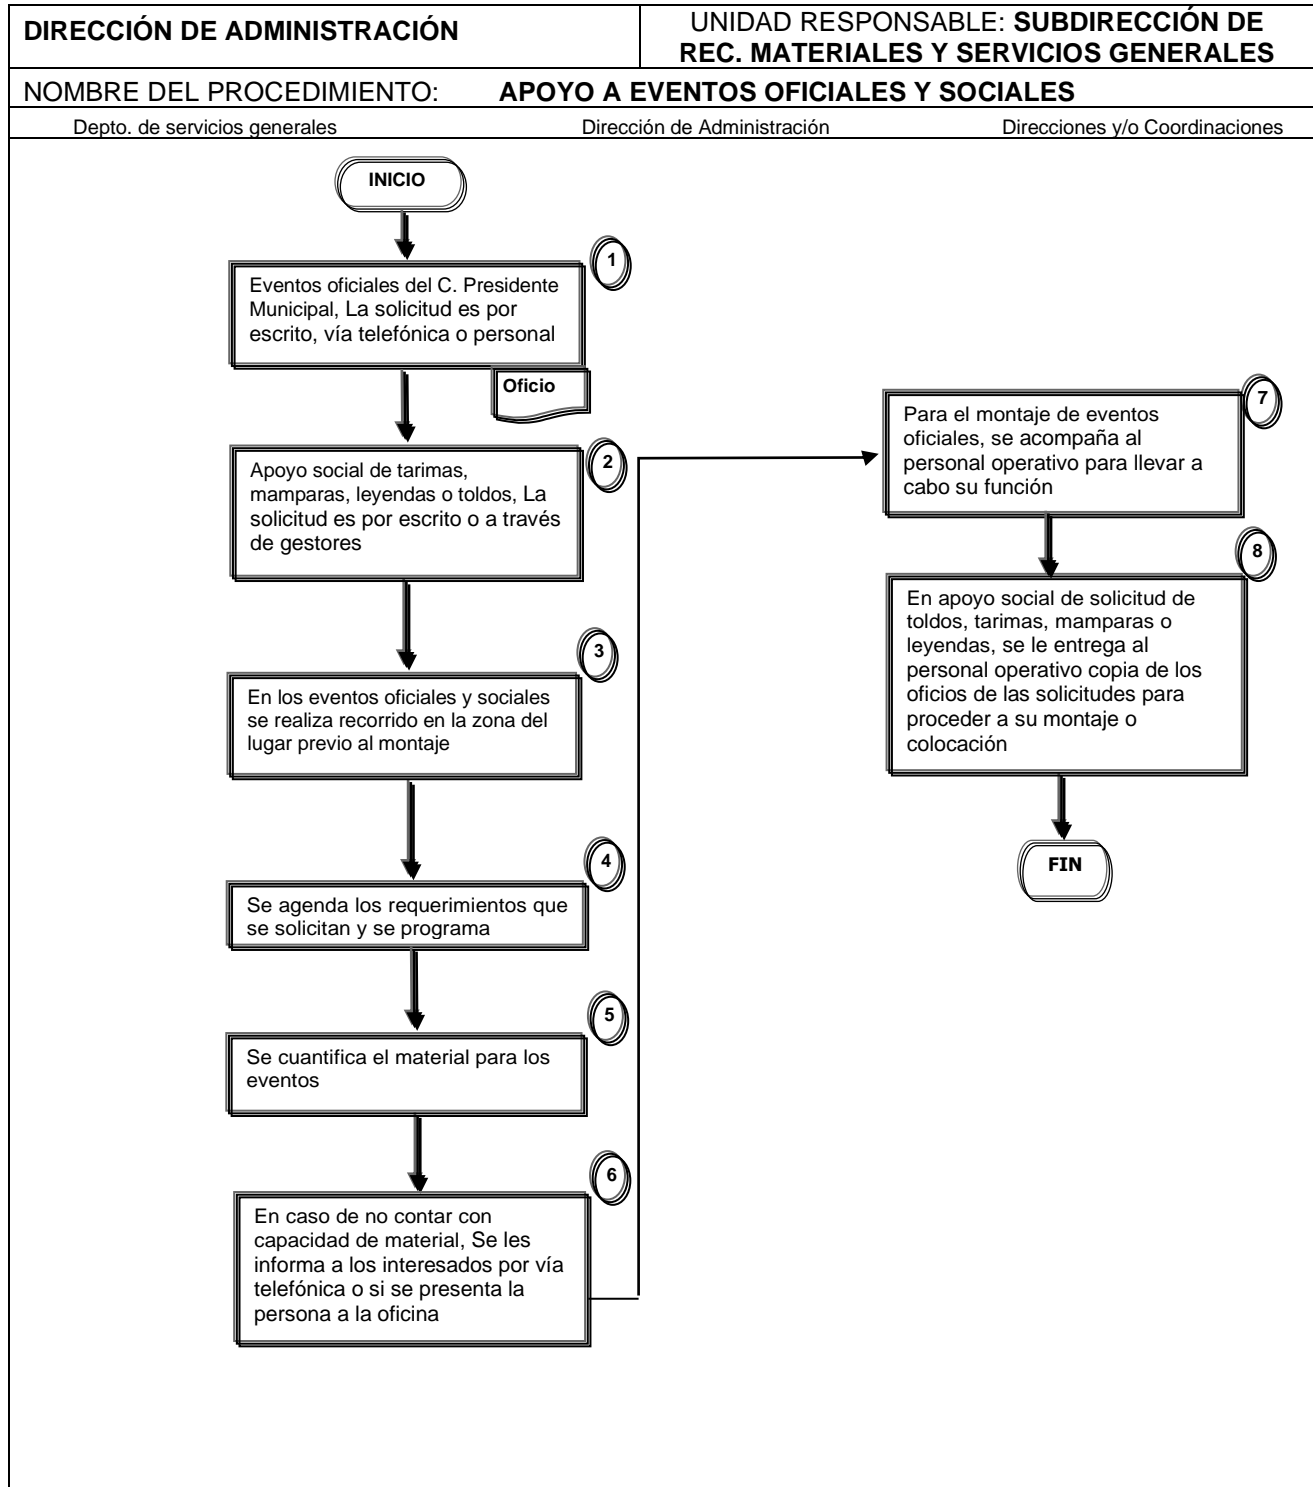 DIRECCIÓN DE ADMINISTRACIÓN
UNIDAD RESPONSABLE: SUBDIRECCIÓN DE
REC. MATERIALES Y SERVICIOS GENERALES
NOMBRE DEL PROCEDIMIENTO: APOYO A EVENTOS OFICIALES Y SOCIALES
Depto. de servicios generales
Dirección de Administración
Direcciones y/o Coordinaciones
INICIO
1
Eventos oficiales del C. Presidente
Municipal, La solicitud es por
escrito, vía telefónica o personal
Oficio
2
Apoyo social de tarimas,
mamparas, leyendas o toldos, La
solicitud es por escrito o a través
de gestores
3
En los eventos oficiales y sociales
se realiza recorrido en la zona del
lugar previo al montaje
4
Se agenda los requerimientos que
se solicitan y se programa
5
Se cuantifica el material para los
eventos
6
En caso de no contar con
capacidad de material, Se les
informa a los interesados por vía
telefónica o si se presenta la
persona a la oficina
7
Para el montaje de eventos
oficiales, se acompaña al
personal operativo para llevar a
cabo su función
8
En apoyo social de solicitud de
toldos, tarimas, mamparas o
leyendas, se le entrega al
personal operativo copia de los
oficios de las solicitudes para
proceder a su montaje o
colocación
FIN